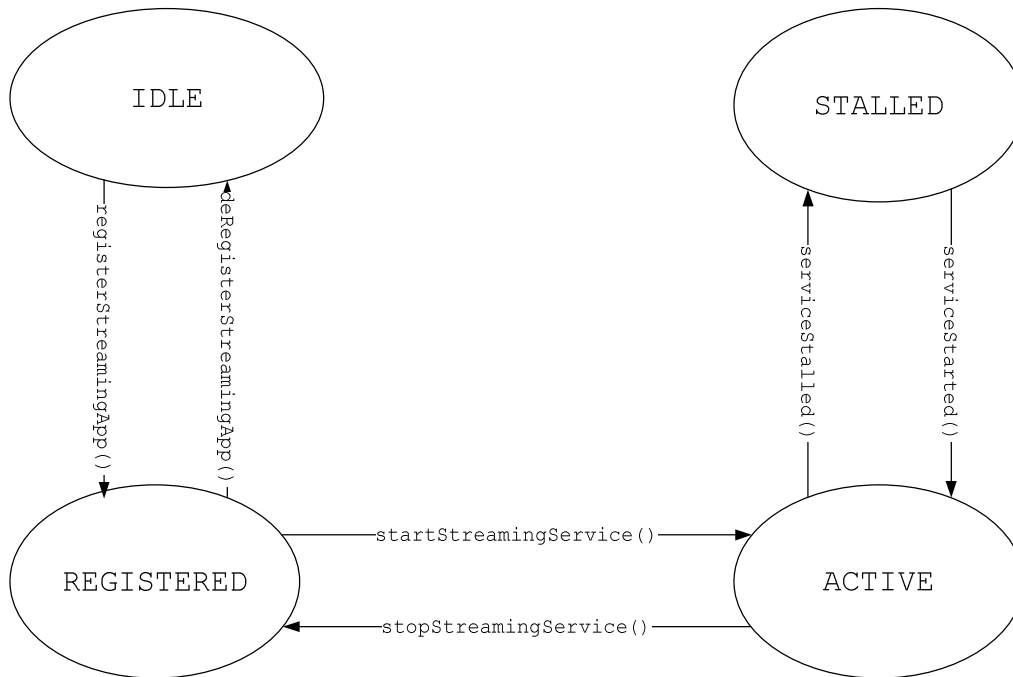 IDLE
STALLED
registerStreamingApp()
deRegisterStreamingApp()
serviceStalled()
serviceStarted()
startStreamingService()
REGISTERED
ACTIVE
stopStreamingService()